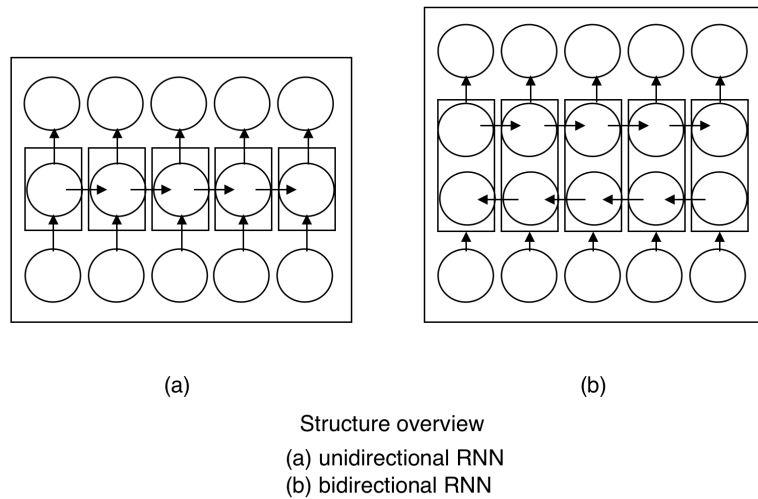 (a)
(b)
Structure overview
(a) unidirectional RNN
(b) bidirectional RNN